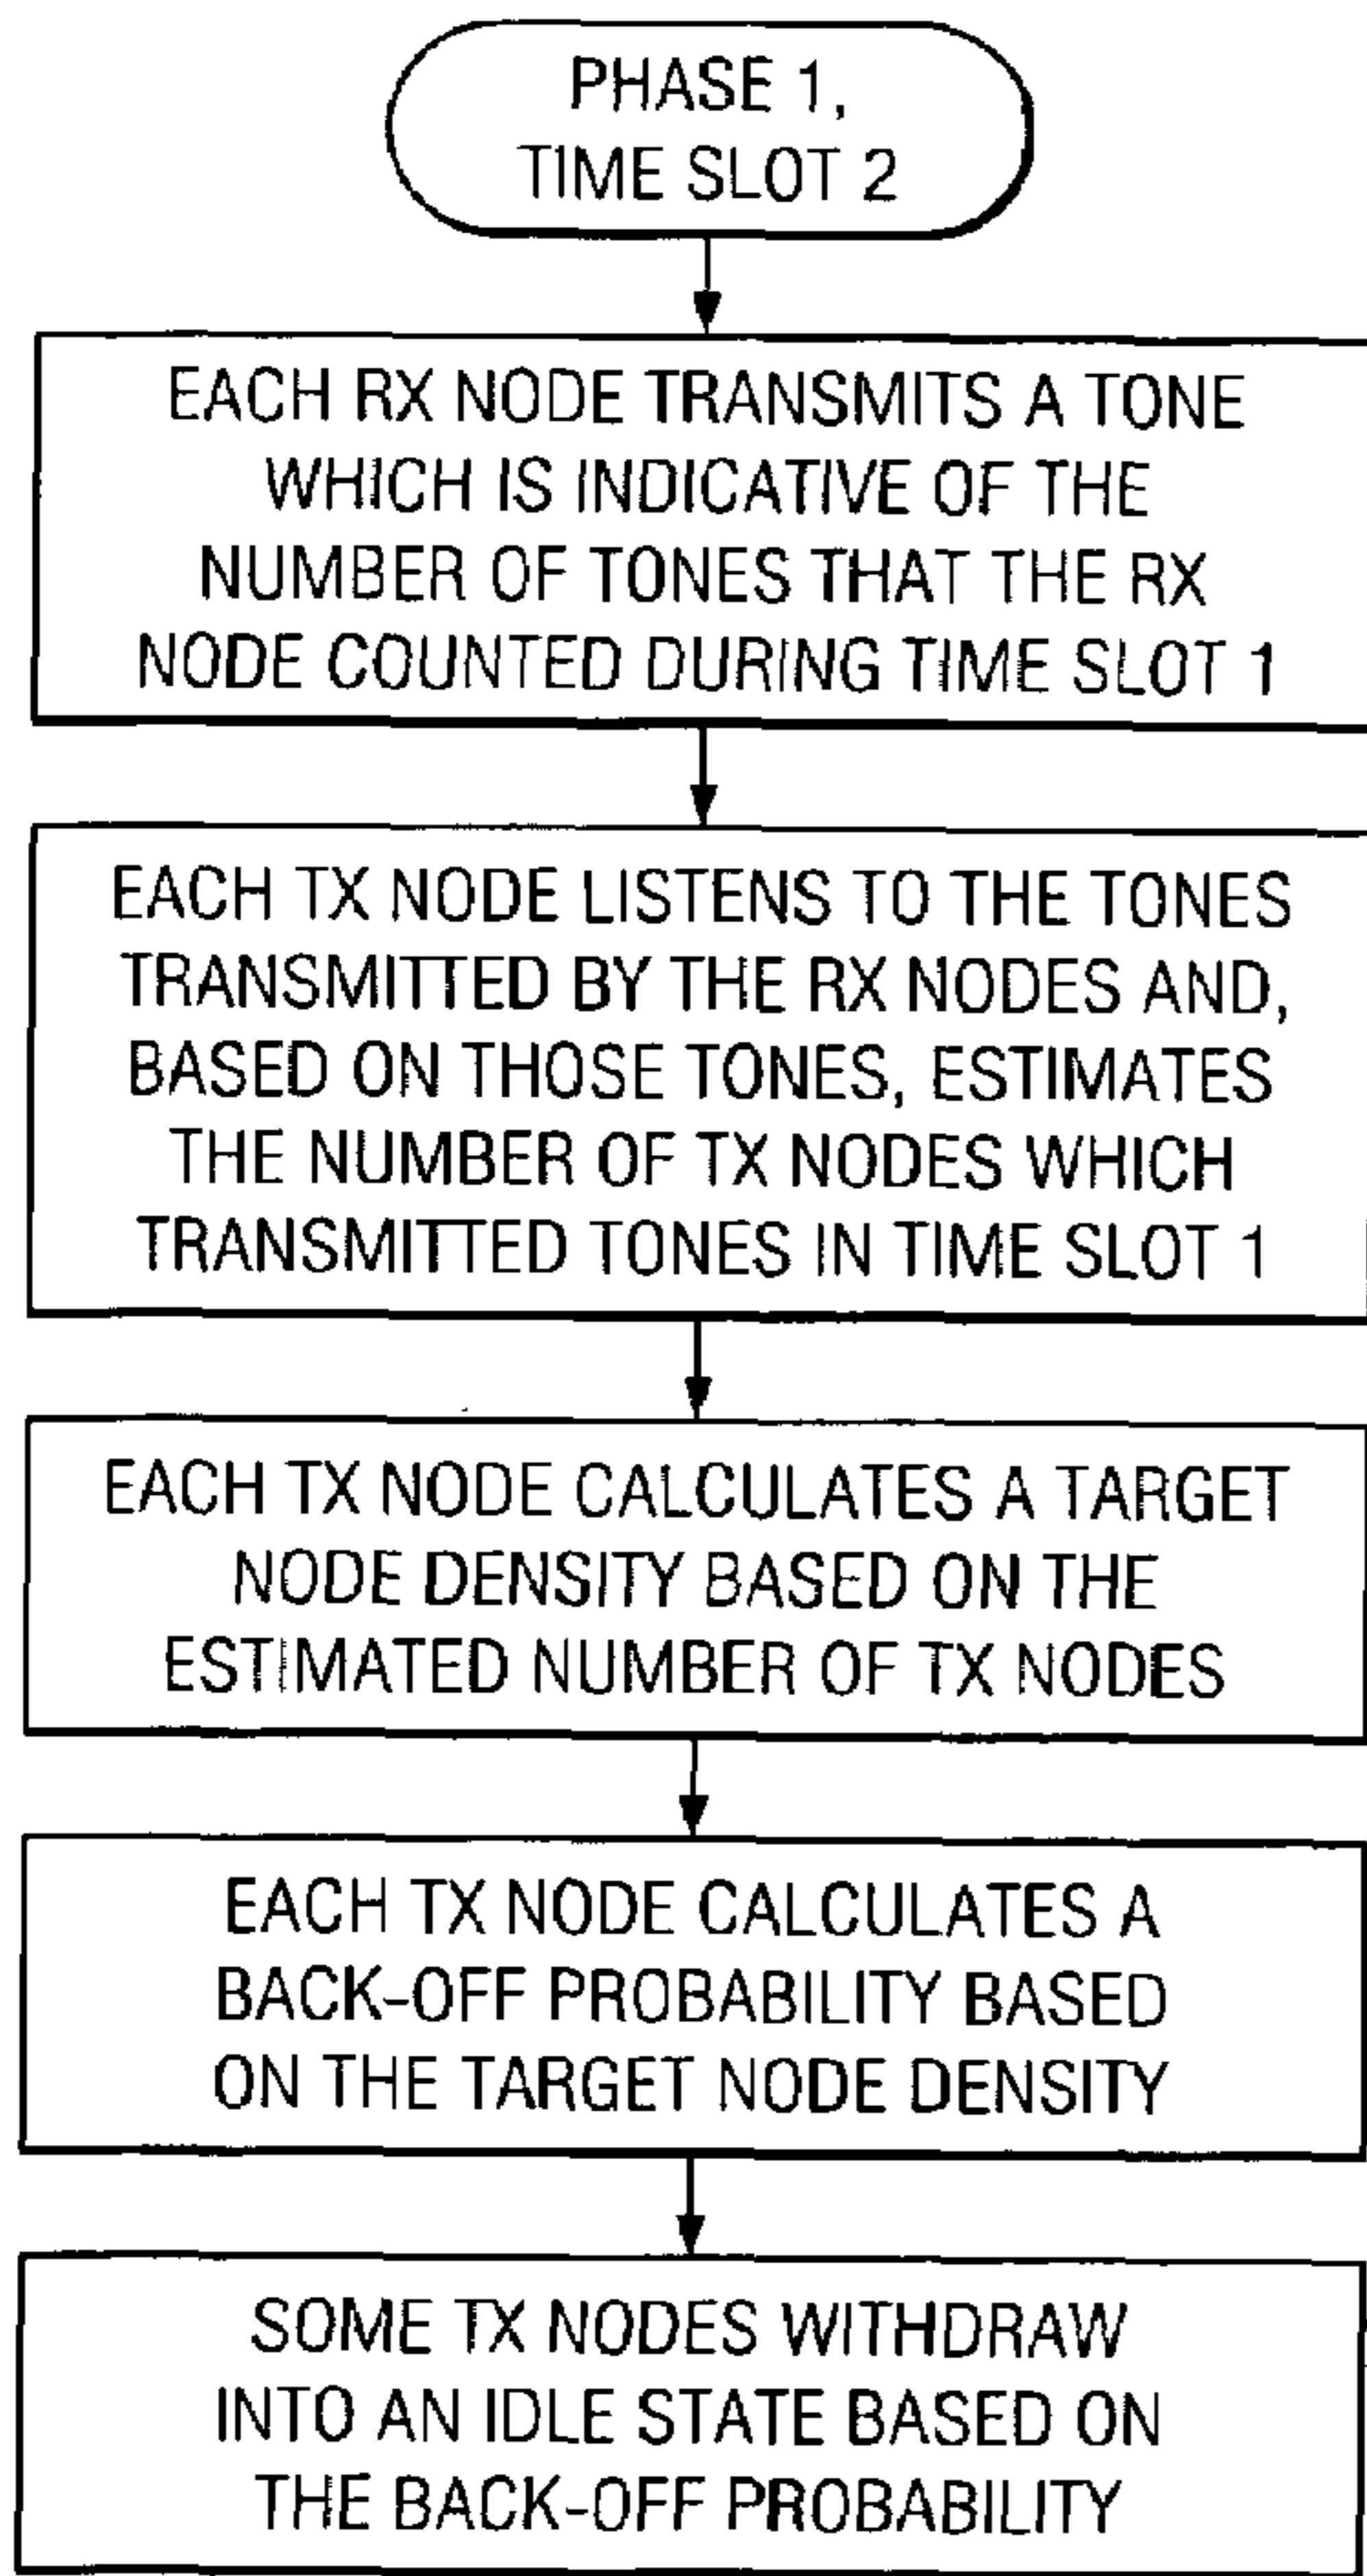 PHASE 1,
TIME SLOT 2
EACH RX NODE TRANSMITS A TONE
WHICH IS INDICATIVE OF THE
NUMBER OF TONES THAT THE RX
NODE COUNTED DURING TIME SLOT 1
EACH TX NODE LISTENS TO THE TONES
TRANSMITTED BY THE RX NODES AND,
BASED ON THOSE TONES, ESTIMATES
THE NUMBER OF TX NODES WHICH
TRANSMITTED TONES IN TIME SLOT 1
EACH TX NODE CALCULATES A TARGET
NODE DENSITY BASED ON THE
ESTIMATED NUMBER OF TX NODES
EACH TX NODE CALCULATES A
BACK-OFF PROBABILITY BASED
ON THE TARGET NODE DENSITY
SOME TX NODES WITHDRAW
INTO AN IDLE STATE BASED ON
THE BACK-OFF PROBABILITY